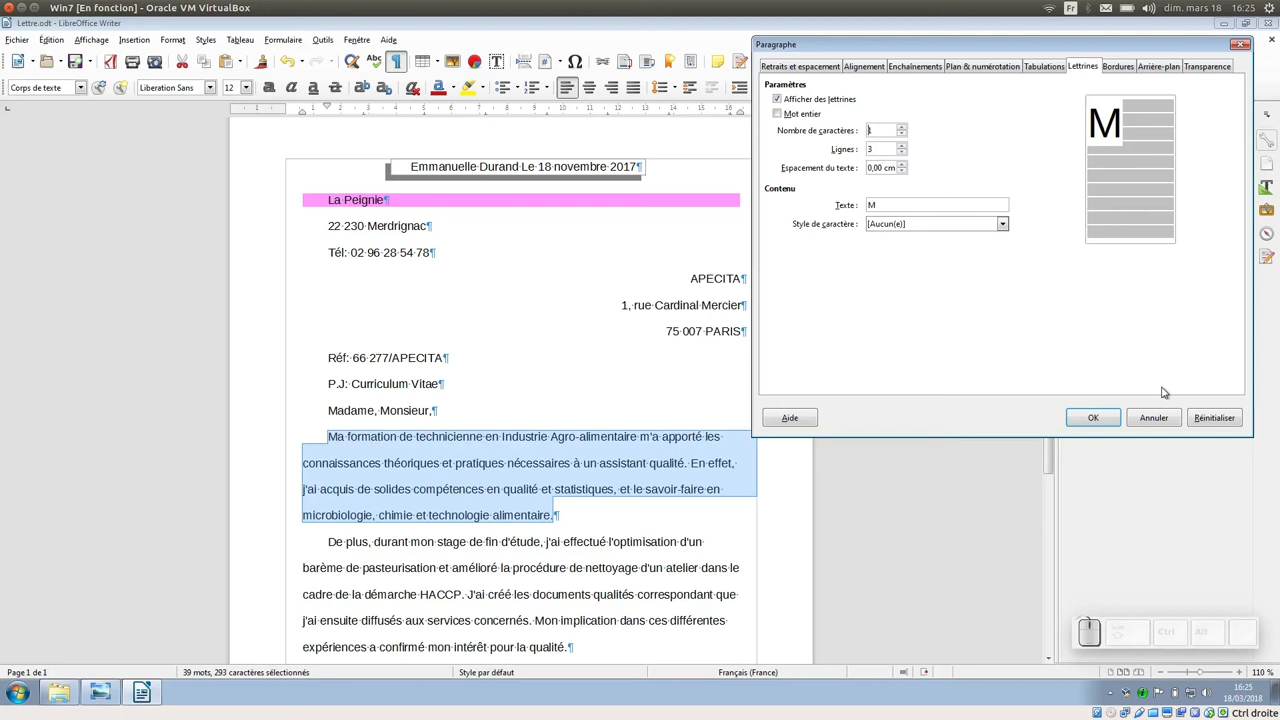 Win7 [En fonction] - Oracle VM VirtualBox
Fr
dim. mars 18
16:25
Lettre.odt - LibreOffice Writer
Fichier Édition Affichage Insertion Format Styles Tableau Formulaire Outils Fenêtre Aide
Corps de texte
Liberation Sans
12
Emmanuelle Durand Le 18 novembre 2017¶
La Peignie¶
22 230 Merdrignac¶
Tél: 02 96 28 54 78¶
APECITA¶
1, rue Cardinal Mercier¶
75 007 PARIS¶
Réf: 66 277/APECITA¶
P.J: Curriculum Vitae¶
Madame, Monsieur,¶
Ma formation de technicienne en Industrie Agro-alimentaire m'a apporté les
connaissances théoriques et pratiques nécessaires à un assistant qualité. En effet,
j'ai acquis de solides compétences en qualité et statistiques, et le savoir-faire en
microbiologie, chimie et technologie alimentaire.¶
De plus, durant mon stage de fin d'étude, j'ai effectué l'optimisation d'un
barème de pasteurisation et amélioré la procédure de nettoyage d'un atelier dans le
cadre de la démarche HACCP. J'ai créé les documents qualités correspondant que
j'ai ensuite diffusés aux services concernés. Mon implication dans ces différentes
expériences a confirmé mon intérêt pour la qualité.¶
Paragraphe
Retraits et espacement Alignement Enchaînements Plan & numérotation Tabulations Lettrines Bordures Arrière-plan Transparence
Paramètres
Afficher des lettrines
Mot entier
Nombre de caractères : 1
Lignes : 3
Espacement du texte : 0,00 cm
Contenu
Texte : M
Style de caractère : [Aucun(e)]
M
Aide
OK
Annuler
Réinitialiser
Ctrl
Alt
Page 1 de 1
39 mots, 293 caractères sélectionnés
Style par défaut
Français (France)
110 %
16:25
18/03/2018
Ctrl droite